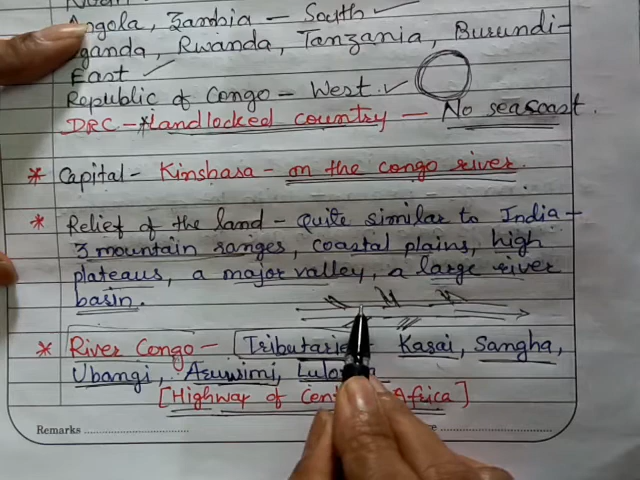 Angola, Zambia - South
Uganda, Rwanda, Tanzania, Burundi-
East
Republic of Congo - West.
DRC-*Landlocked country - No seacoast.
* Capital - Kinshasa - on the congo river.
* Relief of the land - Quite similar to India -
3 mountain ranges, coastal plains, high
plateaus, a major valley, a large river
basin.
* River Congo - Tributaries - Kasai, Sangha,
Ubangi, Aruwimi,
[Highway of Central Africa]
Remarks